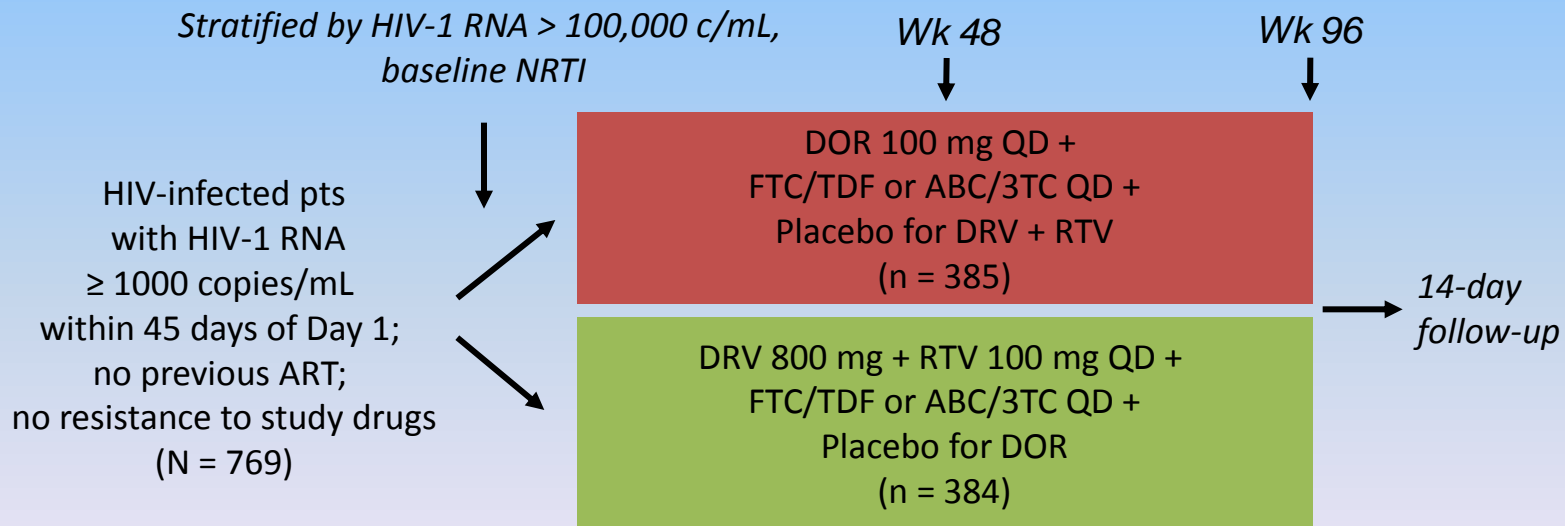 Stratified by HIV-1 RNA > 100,000 c/mL,
baseline NRTI
Wk 48
Wk 96
HIV-infected pts
with HIV-1 RNA
≥ 1000 copies/mL
within 45 days of Day 1;
no previous ART;
no resistance to study drugs
(N = 769)
DOR 100 mg QD +
FTC/TDF or ABC/3TC QD +
Placebo for DRV + RTV
(n = 385)
DRV 800 mg + RTV 100 mg QD +
FTC/TDF or ABC/3TC QD +
Placebo for DOR
(n = 384)
14-day
follow-up